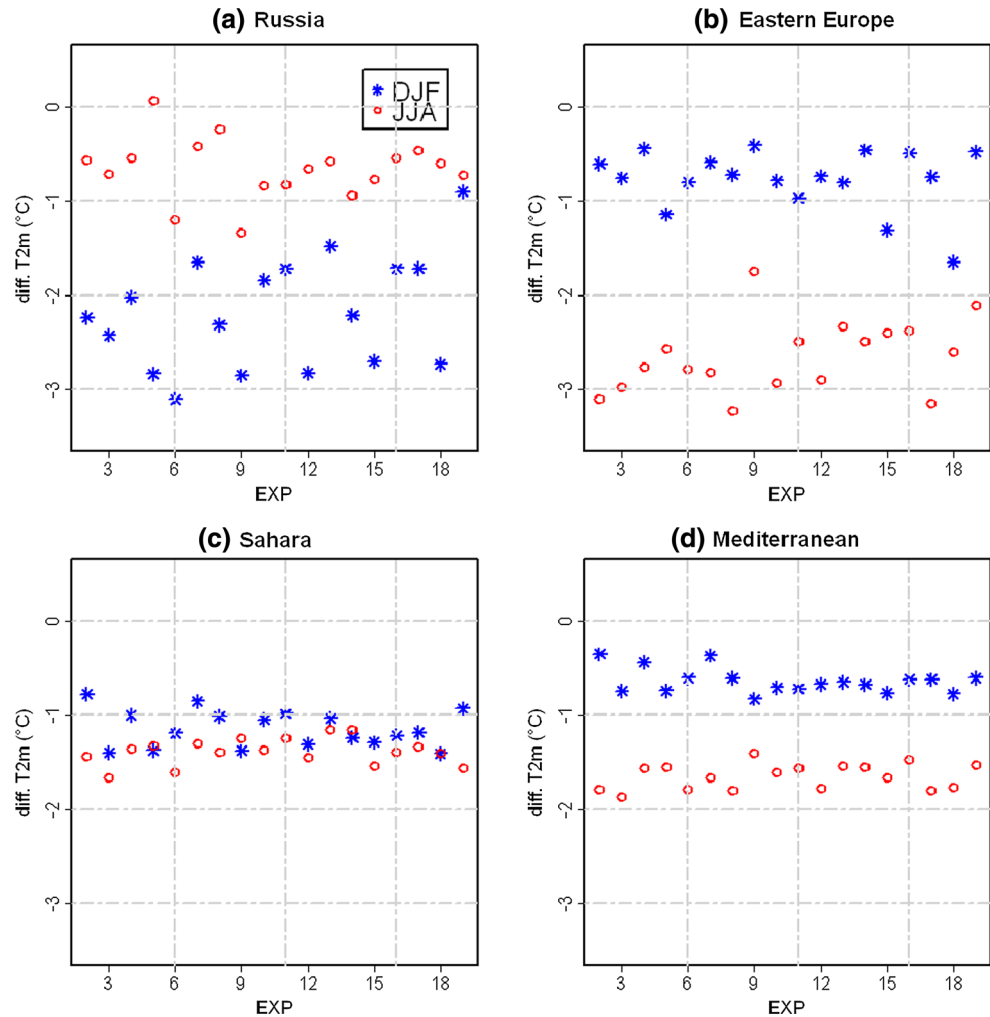 (a) Russia
DJF
JJA
diff. T2m (°C)
0
-1
-2
-3
3 6 9 12 15 18
EXP
(b) Eastern Europe
diff. T2m (°C)
0
-1
-2
-3
3 6 9 12 15 18
EXP
(c) Sahara
diff. T2m (°C)
0
-1
-2
-3
3 6 9 12 15 18
EXP
(d) Mediterranean
diff. T2m (°C)
0
-1
-2
-3
3 6 9 12 15 18
EXP